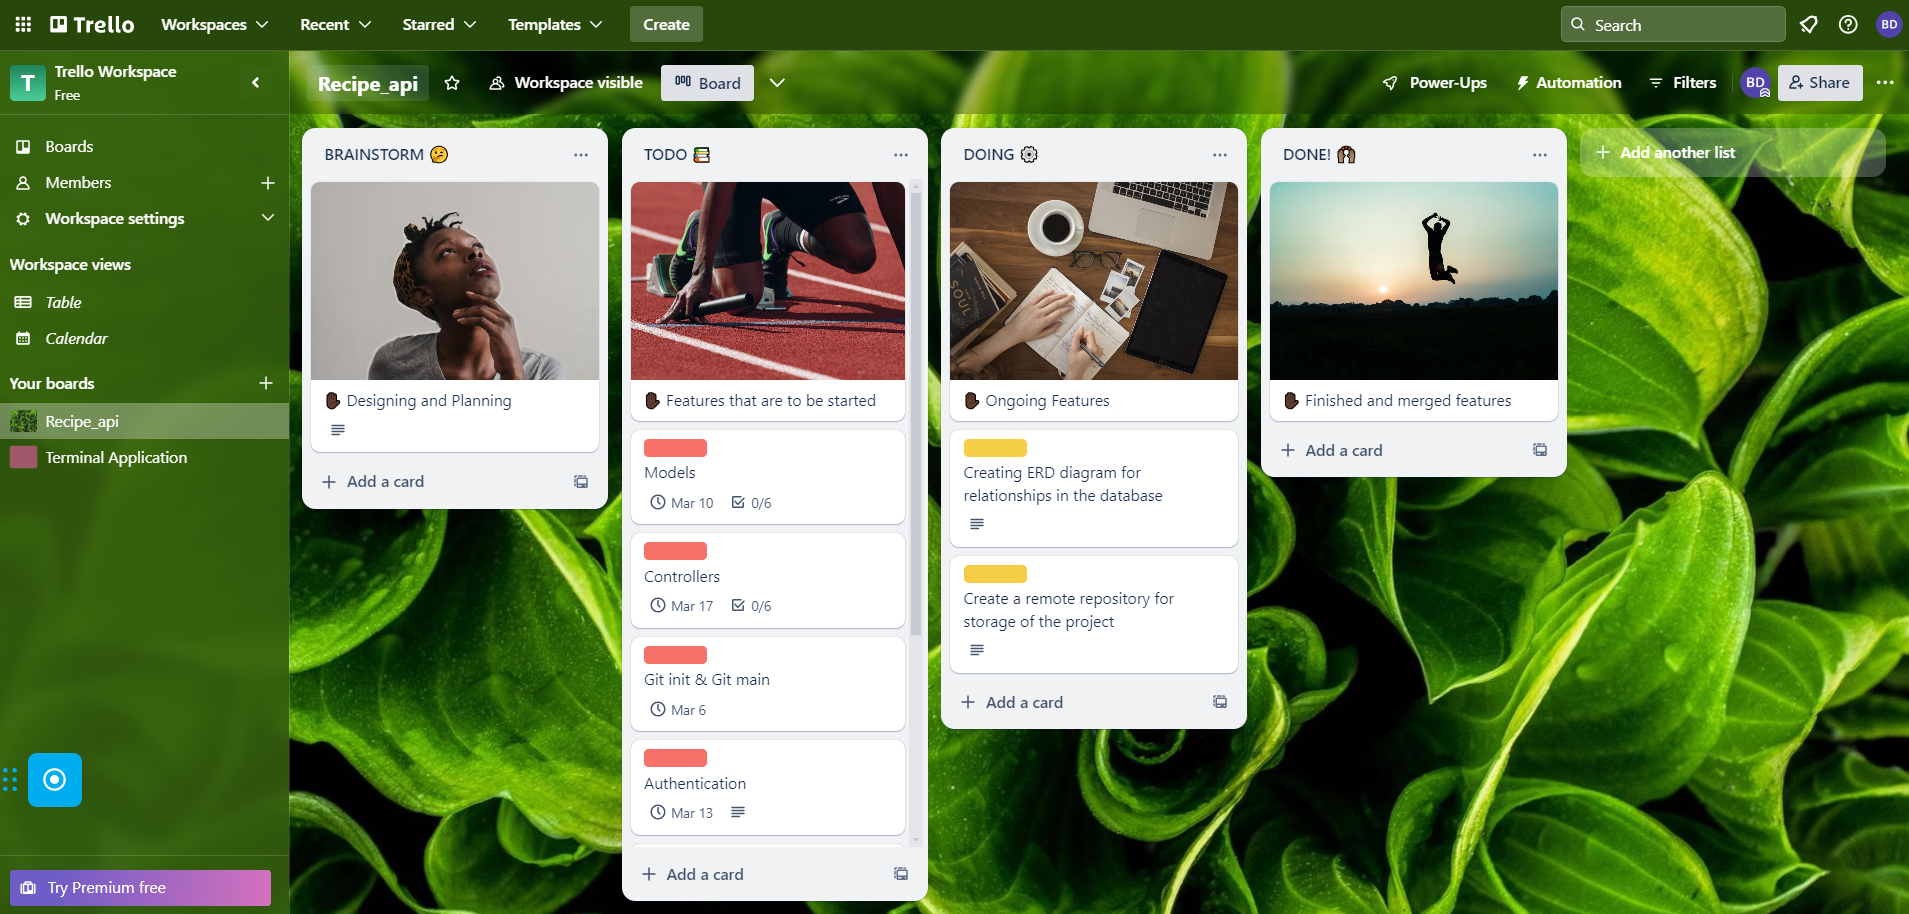 Trello
Workspaces
Recent
Starred
Templates
Create
Search
BD
T
Trello Workspace
Free
Boards
Members
Workspace settings
Workspace views
Table
Calendar
Your boards
Recipe_api
Terminal Application
Try Premium free
Recipe_api
Workspace visible
Board
Power-Ups
Automation
Filters
BD
Share
BRAINSTORM 🤔
✋🏿 Designing and Planning
Add a card
TODO 📚
✋🏿 Features that are to be started
Models
Mar 10 0/6
Controllers
Mar 17 0/6
Git init & Git main
Mar 6
Authentication
Mar 13
Add a card
DOING ⚙️
SOUL
✋🏿 Ongoing Features
Creating ERD diagram for
relationships in the database
Create a remote repository for
storage of the project
Add a card
DONE! 🙌🏽
✋🏿 Finished and merged features
Add a card
Add another list